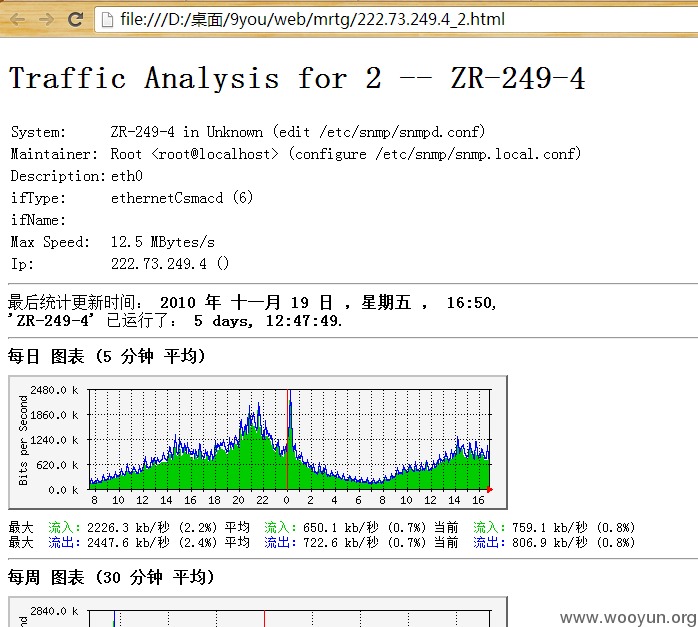 file:///D:/桌面/9you/web/mrtg/222.73.249.4_2.html
Traffic Analysis for 2 -- ZR-249-4
System: ZR-249-4 in Unknown (edit /etc/snmp/snmpd.conf)
Maintainer: Root <root@localhost> (configure /etc/snmp/snmp.local.conf)
Description: eth0
ifType: ethernetCsmacd (6)
ifName:
Max Speed: 12.5 MBytes/s
Ip: 222.73.249.4 ()
最后统计更新时间： 2010 年 十一月 19 日 ，星期五 ， 16:50,
'ZR-249-4' 已运行了： 5 days, 12:47:49.
每日 图表 (5 分钟 平均)
2480.0 k
1860.0 k
1240.0 k
620.0 k
0.0 k
Bits per Second
8 10 12 14 16 18 20 22 0 2 4 6 8 10 12 14 16
最大 流入：2226.3 kb/秒 (2.2%) 平均 流入：650.1 kb/秒 (0.7%) 当前 流入：759.1 kb/秒 (0.8%)
最大 流出：2447.6 kb/秒 (2.4%) 平均 流出：722.6 kb/秒 (0.7%) 当前 流出：806.9 kb/秒 (0.8%)
每周 图表 (30 分钟 平均)
2840.0 k
www.wooyun.org